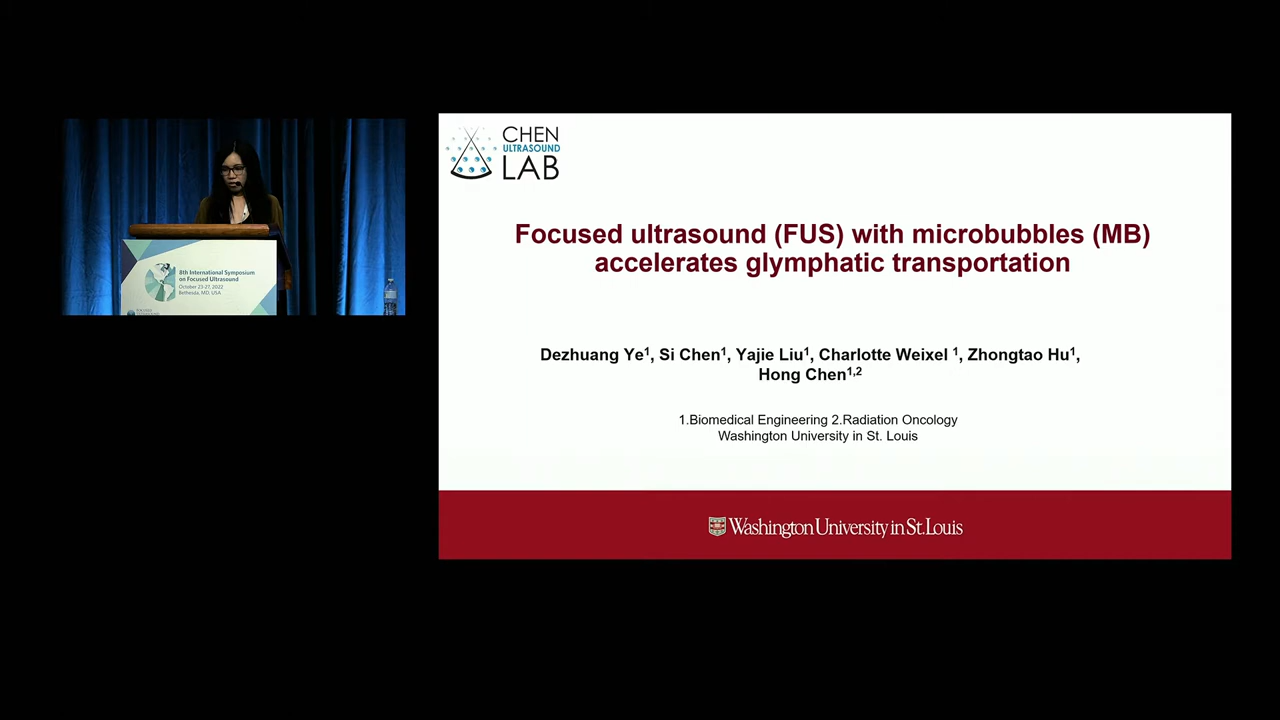 CHEN
ULTRASOUND
LAB
Focused ultrasound (FUS) with microbubbles (MB)
accelerates glymphatic transportation
Dezhuang Ye1, Si Chen1, Yajie Liu1, Charlotte Weixel 1, Zhongtao Hu1,
Hong Chen1,2
1.Biomedical Engineering 2.Radiation Oncology
Washington University in St. Louis
Washington University in St. Louis
8th International Symposium
on Focused Ultrasound
October 23-27, 2022
Bethesda, MD, USA